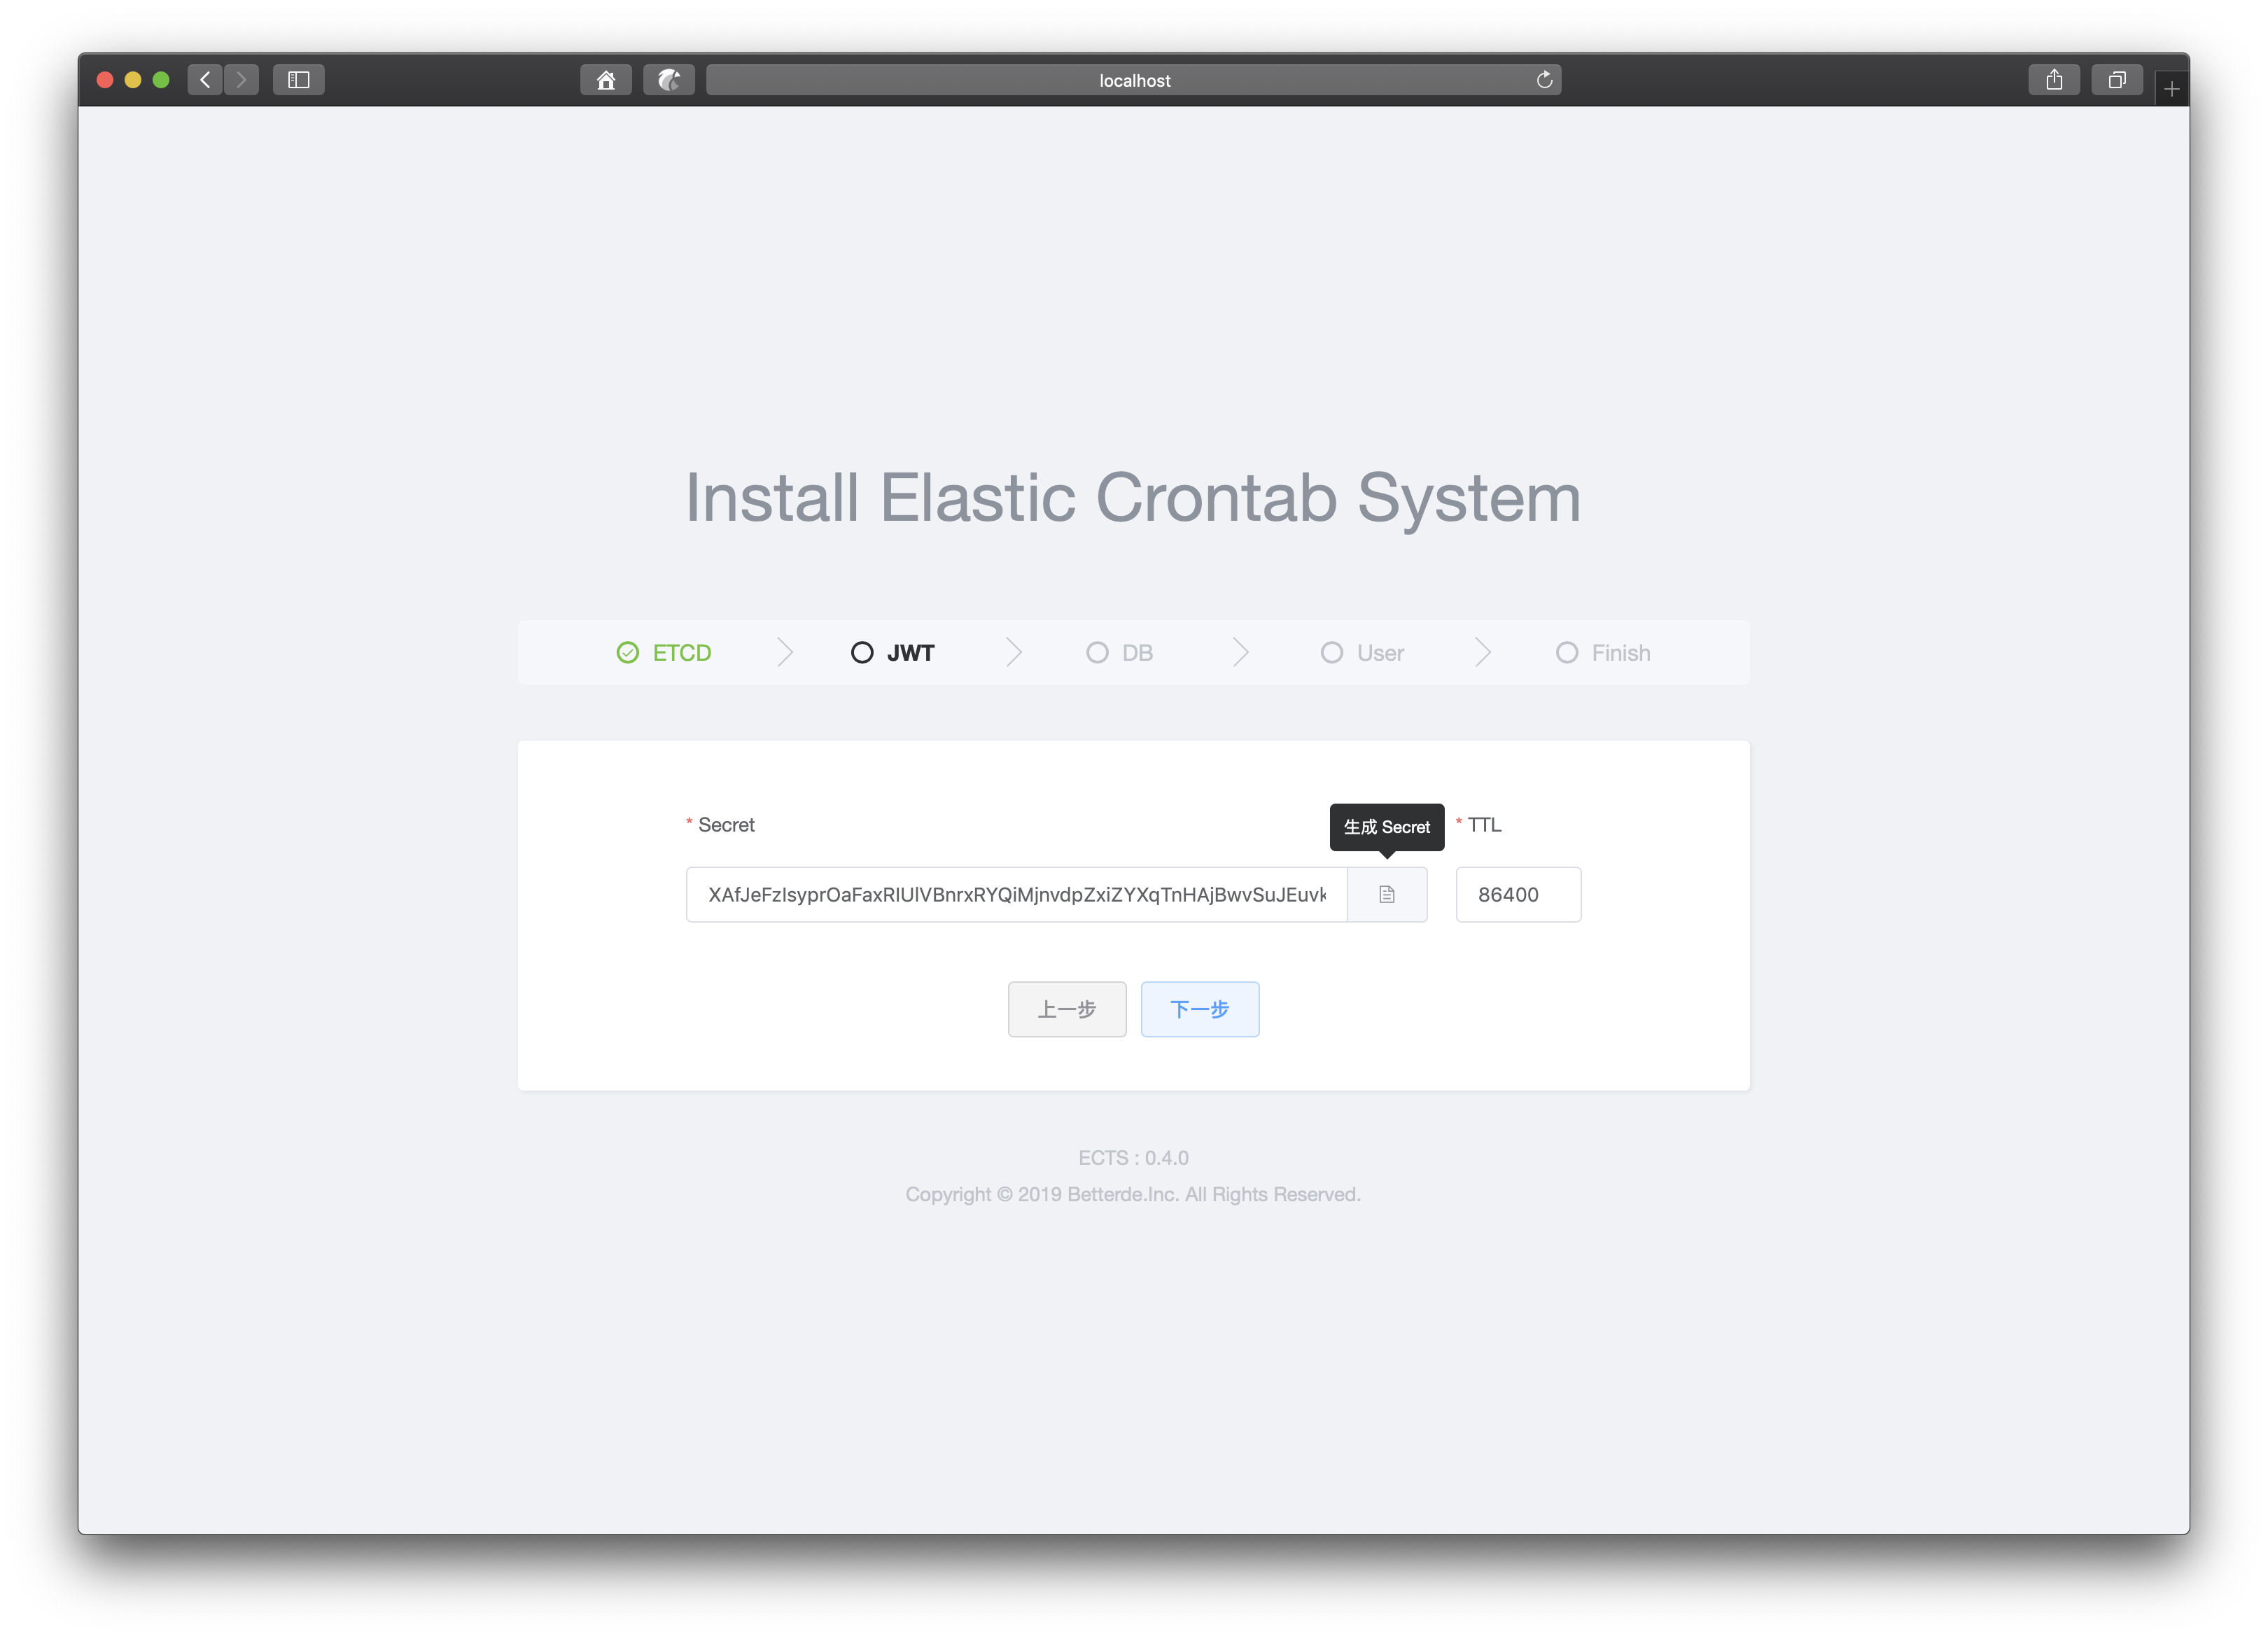 localhost
Install Elastic Crontab System
ETCD JWT DB User Finish
* Secret 生成 Secret * TTL
XAfJeFzIsyprOaFaxRIUlVBnrxRYQiMjnvdpZxiZYXqTnHAjBwvSuJEuvk 86400
上一步 下一步
ECTS : 0.4.0
Copyright © 2019 Betterde.Inc. All Rights Reserved.